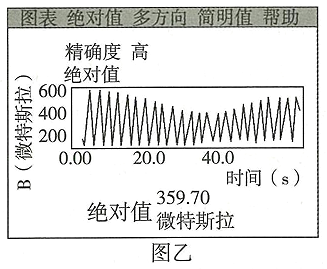 图表 绝对值 多方向 简明值 帮助
精确度 高
绝对值
B（微特斯拉）
600
400
200
0.00 20.0 40.0
时间（s）
绝对值 359.70
微特斯拉
图乙